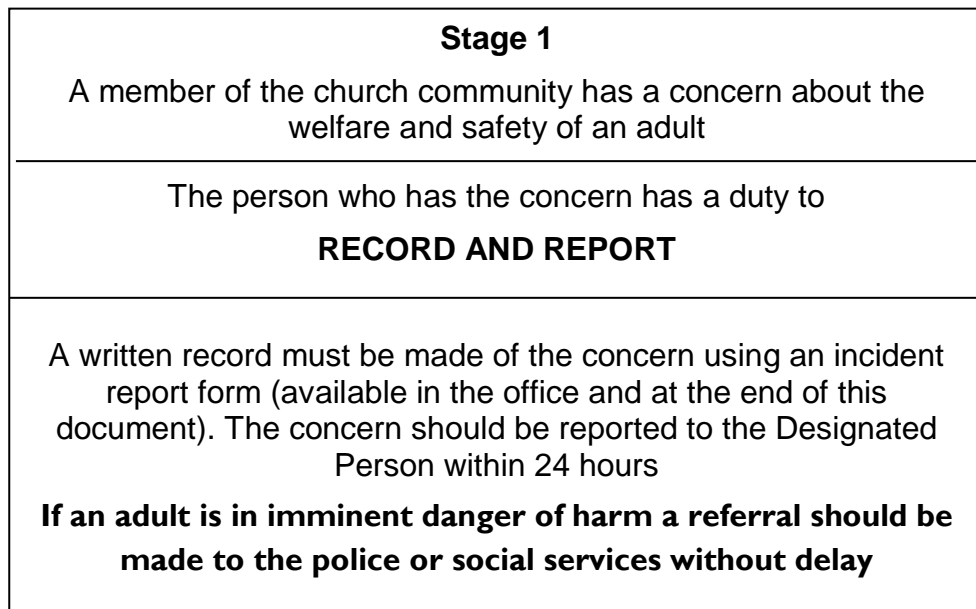 Stage 1
A member of the church community has a concern about the
welfare and safety of an adult
The person who has the concern has a duty to
RECORD AND REPORT
A written record must be made of the concern using an incident
report form (available in the office and at the end of this
document). The concern should be reported to the Designated
Person within 24 hours
If an adult is in imminent danger of harm a referral should be
made to the police or social services without delay